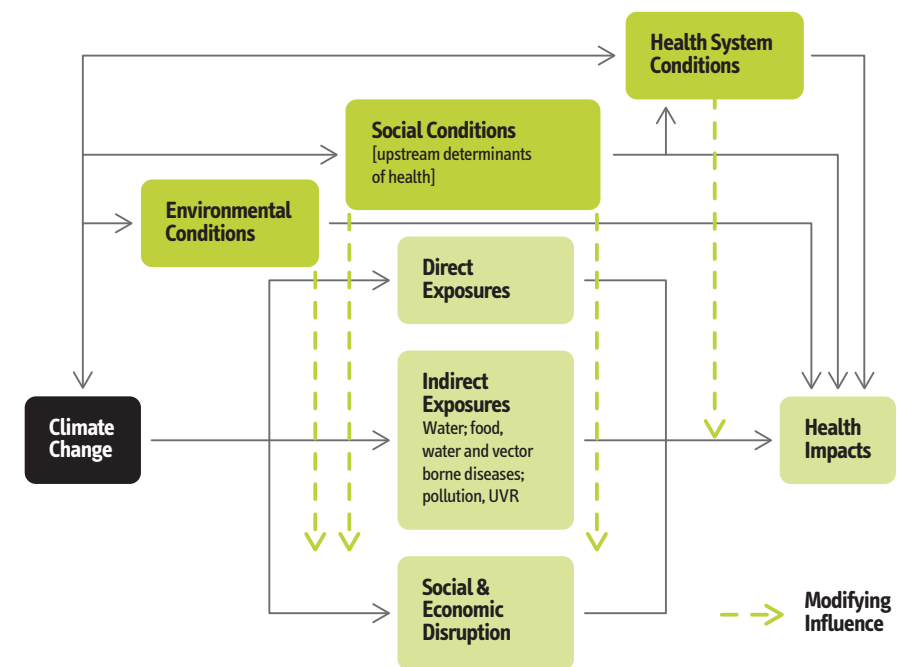 Health System
Conditions
Social Conditions
[upstream determinants
of health]
Environmental
Conditions
Direct
Exposures
Indirect
Exposures
Water; food,
water and vector
borne diseases;
pollution, UVR
Climate
Change
Health
Impacts
Social &
Economic
Disruption
Modifying
Influence